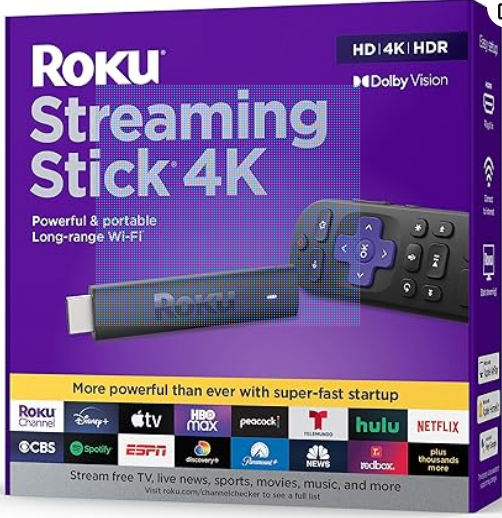 Roku
HD|4K|HDR
Dolby Vision
Streaming
Stick® 4K
Powerful & portable
Long-range Wi-Fi®
OK
Roku
More powerful than ever with super-fast startup
Roku Channel
Disney+
tv
HBO max
peacock
TELEMUNDO
hulu
NETFLIX
CBS
Spotify
ESPN
discovery+
Paramount+
NEWS
redbox.
plus thousands more
Stream free TV, live news, sports, movies, music, and more
Visit roku.com/channelchecker to see a full list
Easy setup